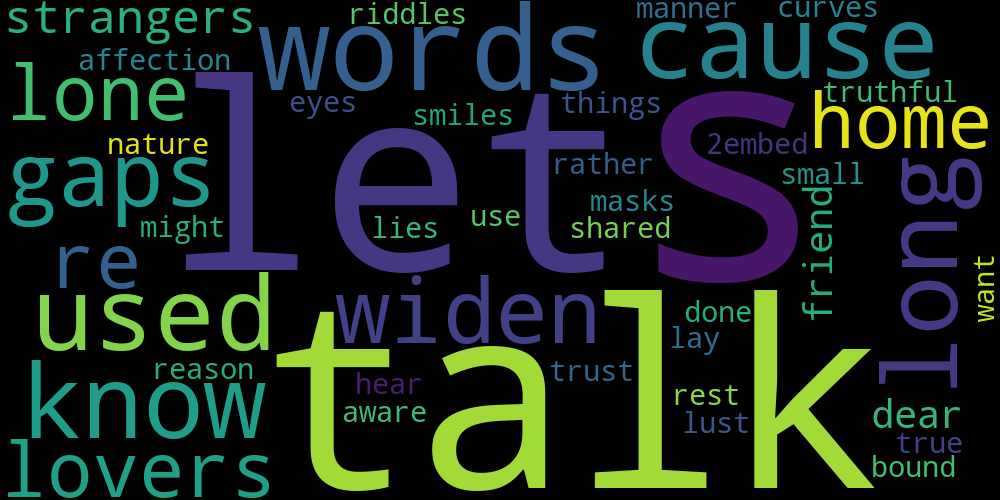 strangers
riddles
manner
curves
words
cause
affection
lone
eyes
smiles
things
truthful
home
lets
nature
gaps
rather
2embed
small
masks
might
lies
use
shared
friend
long
re
want
used
widen
done
lay
talk
reason
know
hear
aware
trust
rest
lust
dear
true
lovers
bound